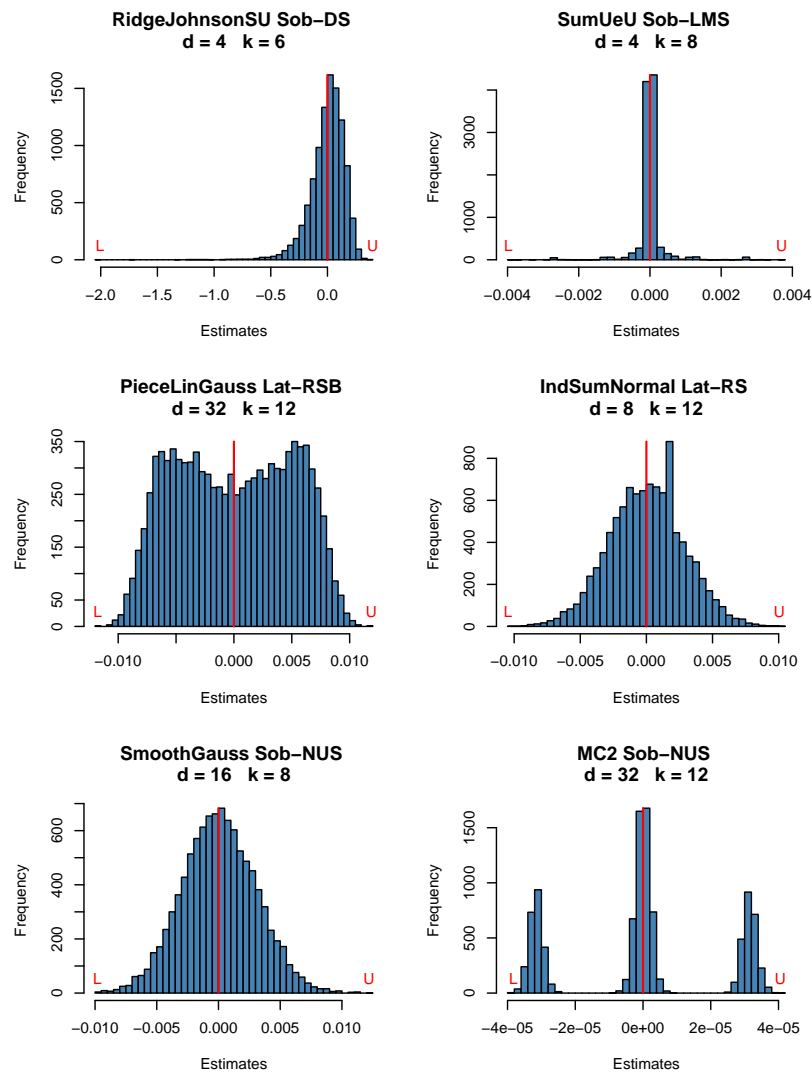 RidgeJohnsonSU Sob−DS
d = 4 k = 6
Frequency
0 500 1000 1500
L U
−2.0 −1.5 −1.0 −0.5 0.0
Estimates
SumUeU Sob−LMS
d = 4 k = 8
Frequency
0 1000 3000
L U
−0.004 −0.002 0.000 0.002 0.004
Estimates
PieceLinGauss Lat−RSB
d = 32 k = 12
Frequency
0 50 150 250 350
L U
−0.010 0.000 0.005 0.010
Estimates
IndSumNormal Lat−RS
d = 8 k = 12
Frequency
0 200 400 600 800
L U
−0.010 −0.005 0.000 0.005 0.010
Estimates
SmoothGauss Sob−NUS
d = 16 k = 8
Frequency
0 200 400 600
L U
−0.010 −0.005 0.000 0.005 0.010
Estimates
MC2 Sob−NUS
d = 32 k = 12
Frequency
0 500 1000 1500
L U
−4e−05 −2e−05 0e+00 2e−05 4e−05
Estimates